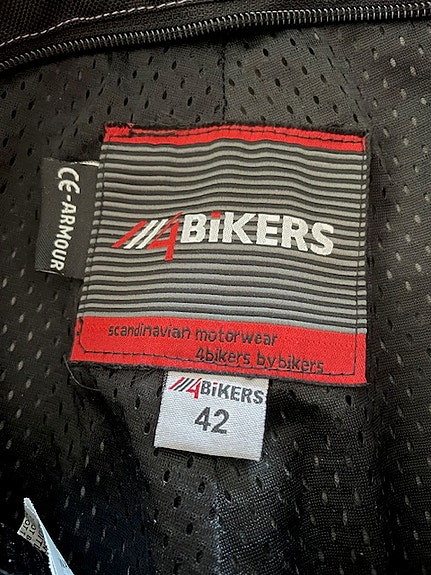 CE-ARMOUR
4BiKERS
scandinavian motorwear
4bikers by bikers
4BiKERS
42